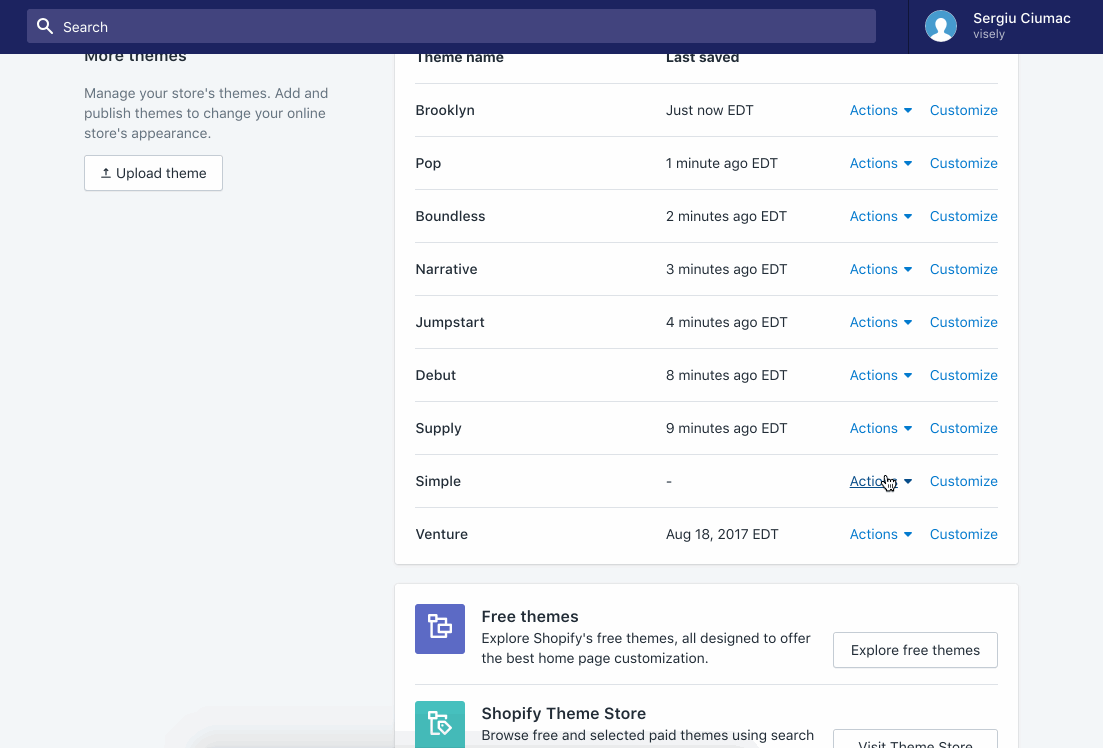 Search
Sergiu Ciumac
visely
More themes
Manage your store's themes. Add and
publish themes to change your online
store's appearance.
Upload theme
Theme name Last saved
Brooklyn Just now EDT Actions Customize
Pop 1 minute ago EDT Actions Customize
Boundless 2 minutes ago EDT Actions Customize
Narrative 3 minutes ago EDT Actions Customize
Jumpstart 4 minutes ago EDT Actions Customize
Debut 8 minutes ago EDT Actions Customize
Supply 9 minutes ago EDT Actions Customize
Simple - Actions Customize
Venture Aug 18, 2017 EDT Actions Customize
Free themes
Explore Shopify's free themes, all designed to offer
the best home page customization.
Explore free themes
Shopify Theme Store
Browse free and selected paid themes using search
Visit Theme Store